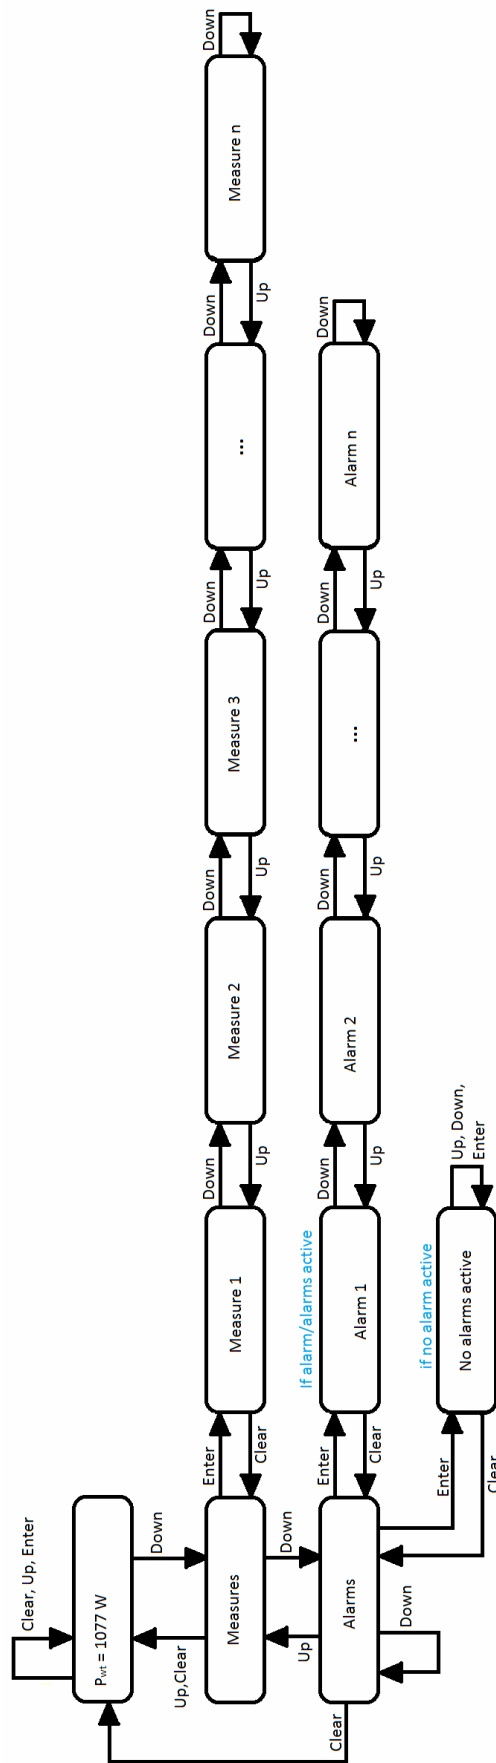 Clear, Up, Enter
Pwt = 1077 W
Down
Up,Clear
Measures
Enter
Clear
Measure 1
Down
Up
Measure 2
Down
Up
Measure 3
Down
Up
...
Down
Up
Measure n
Down
Down
Up
Alarms
Clear
Down
Enter
Clear
If alarm/alarms active
Alarm 1
Down
Up
Alarm 2
Down
Up
...
Down
Up
Alarm n
Down
Enter
Clear
if no alarm active
No alarms active
Up, Down,
Enter